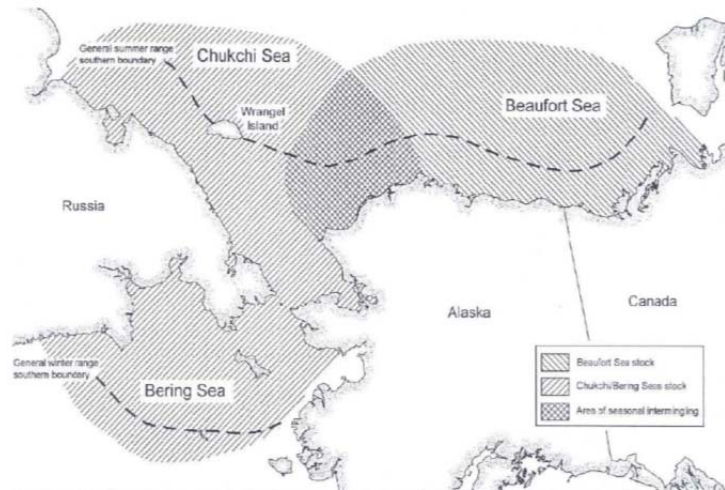 General summer range
southern boundary
Chukchi Sea
Wrangel
Island
Beaufort Sea
Russia
Alaska
Canada
General winter range
southern boundary
Bering Sea
Beaufort Sea stock
Chukchi/Bering Seas stock
Area of seasonal intermingling